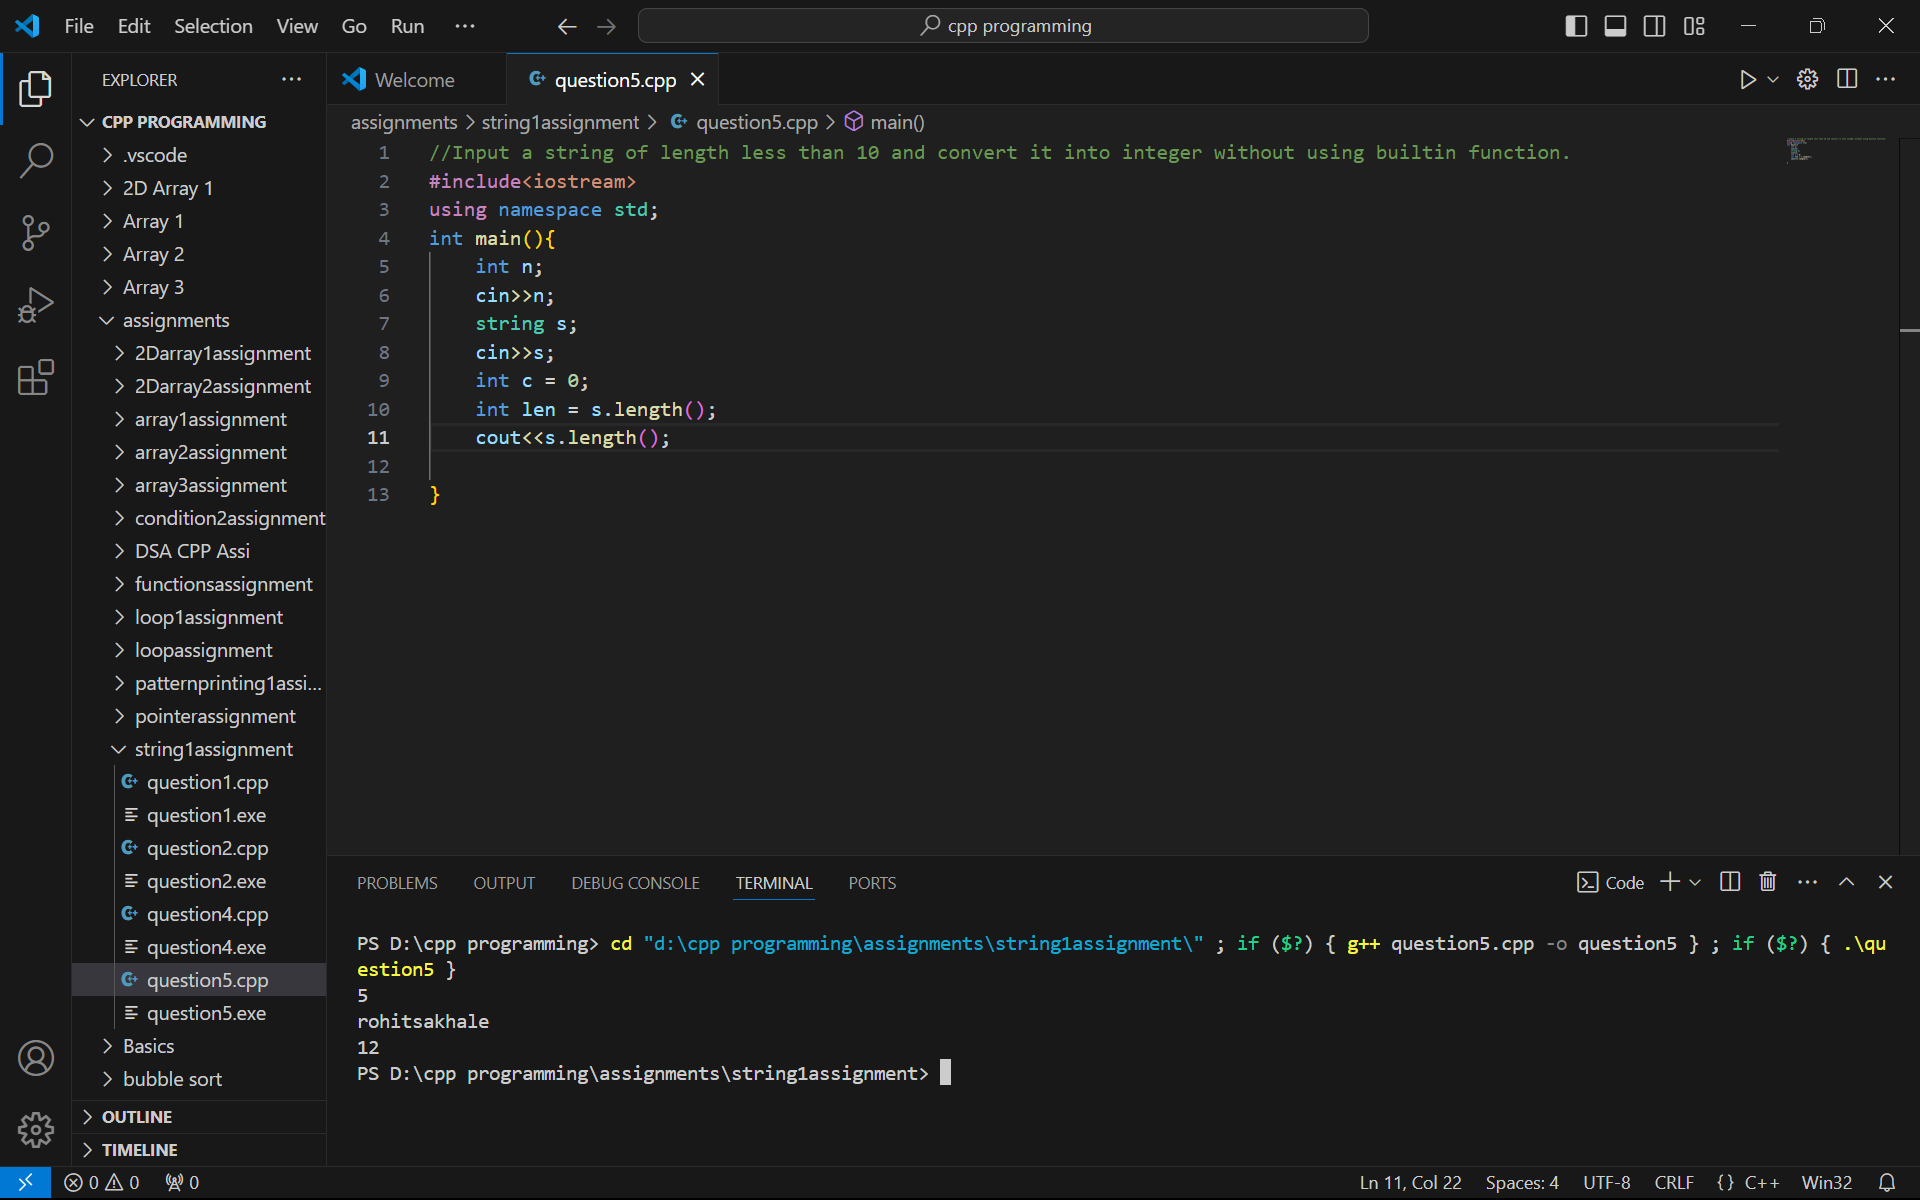 File Edit Selection View Go Run ··· cpp programming
EXPLORER ···
CPP PROGRAMMING
.vscode
2D Array 1
Array 1
Array 2
Array 3
assignments
2Darray1assignment
2Darray2assignment
array1assignment
array2assignment
array3assignment
condition2assignment
DSA CPP Assi
functionsassignment
loop1assignment
loopassignment
patternprinting1assi...
pointerassignment
string1assignment
question1.cpp
question1.exe
question2.cpp
question2.exe
question4.cpp
question4.exe
question5.cpp
question5.exe
Basics
bubble sort
OUTLINE
TIMELINE
Welcome question5.cpp
assignments > string1assignment > question5.cpp > main()
1 //Input a string of length less than 10 and convert it into integer without using builtin function.
2 #include<iostream>
3 using namespace std;
4 int main(){
5 int n;
6 cin>>n;
7 string s;
8 cin>>s;
9 int c = 0;
10 int len = s.length();
11 cout<<s.length();
12
13 }
PROBLEMS OUTPUT DEBUG CONSOLE TERMINAL PORTS Code
PS D:\cpp programming> cd "d:\cpp programming\assignments\string1assignment\" ; if ($?) { g++ question5.cpp -o question5 } ; if ($?) { .\qu
estion5 }
5
rohitsakhale
12
PS D:\cpp programming\assignments\string1assignment>
0 0 0 Ln 11, Col 22 Spaces: 4 UTF-8 CRLF {} C++ Win32